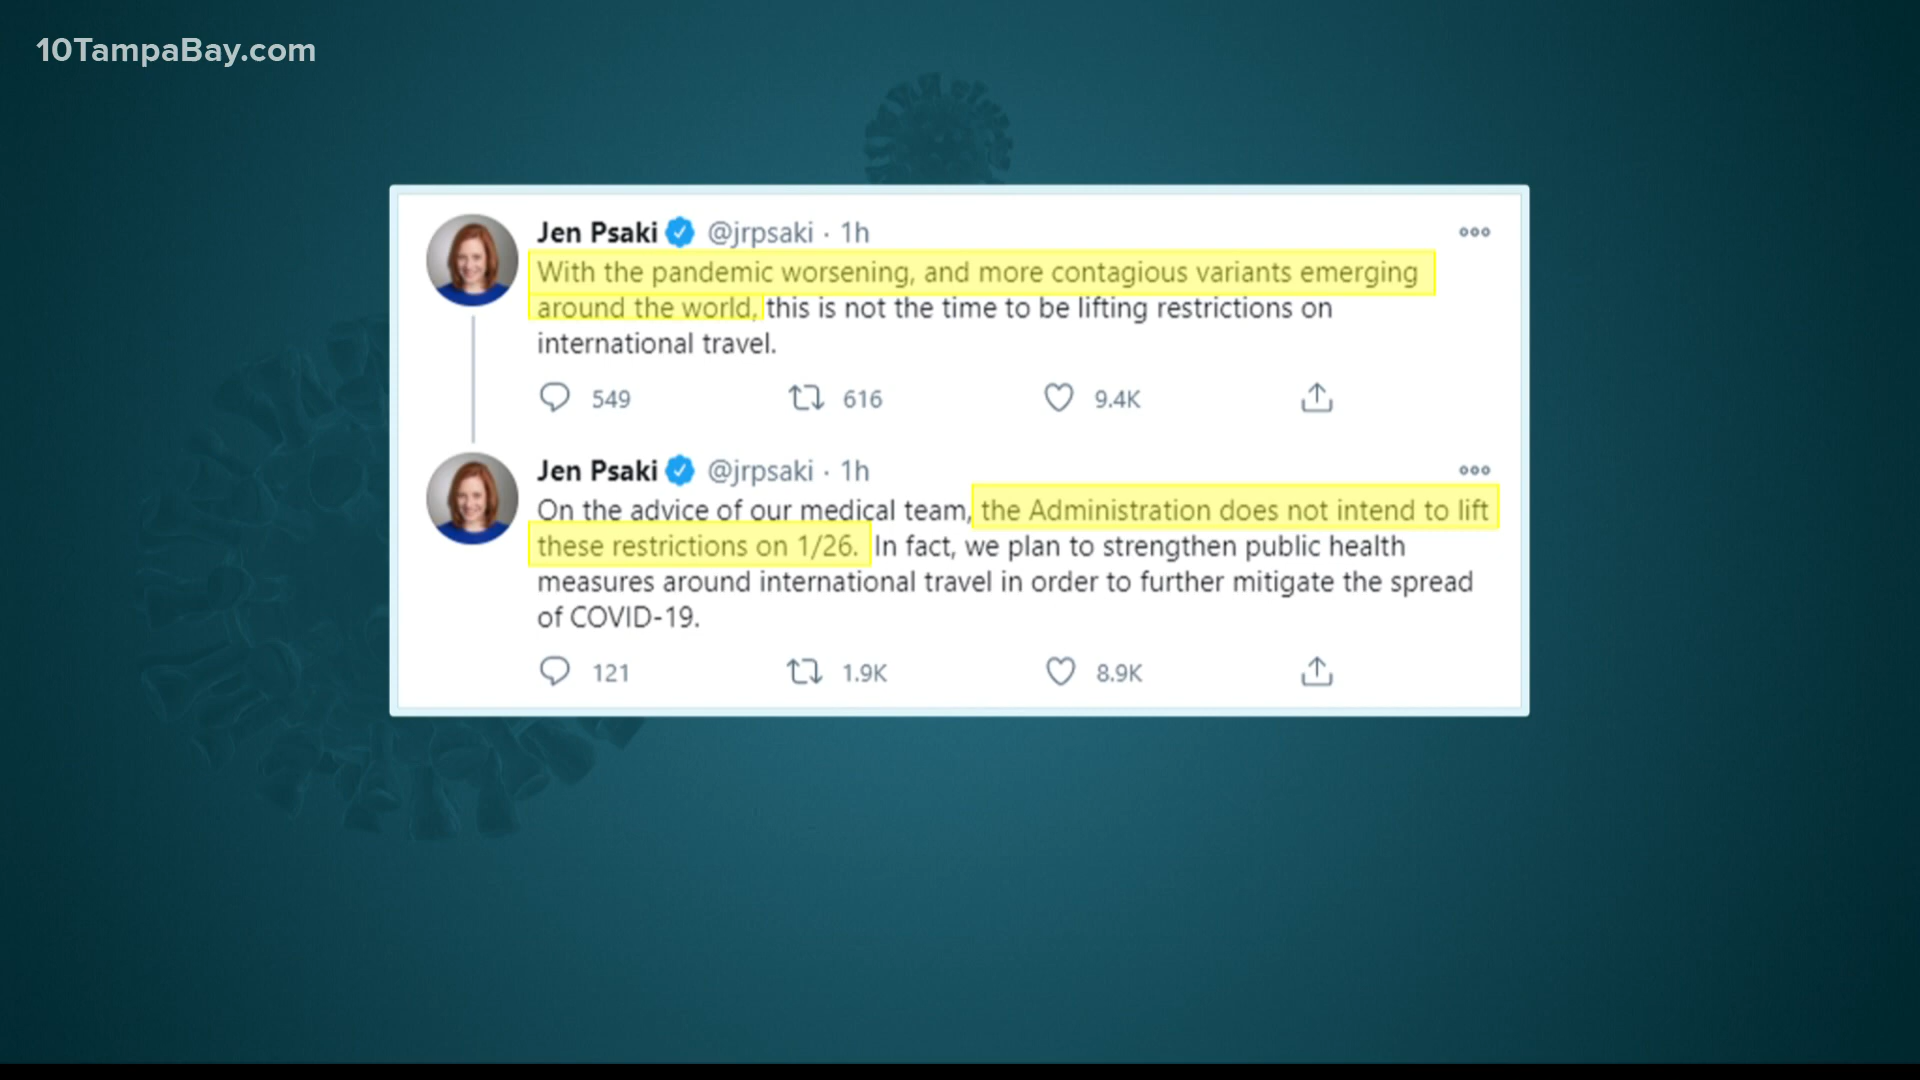 10TampaBay.com
Jen Psaki @jrpsaki · 1h
With the pandemic worsening, and more contagious variants emerging
around the world, this is not the time to be lifting restrictions on
international travel.
549 616 9.4K
Jen Psaki @jrpsaki · 1h
On the advice of our medical team, the Administration does not intend to lift
these restrictions on 1/26. In fact, we plan to strengthen public health
measures around international travel in order to further mitigate the spread
of COVID-19.
121 1.9K 8.9K